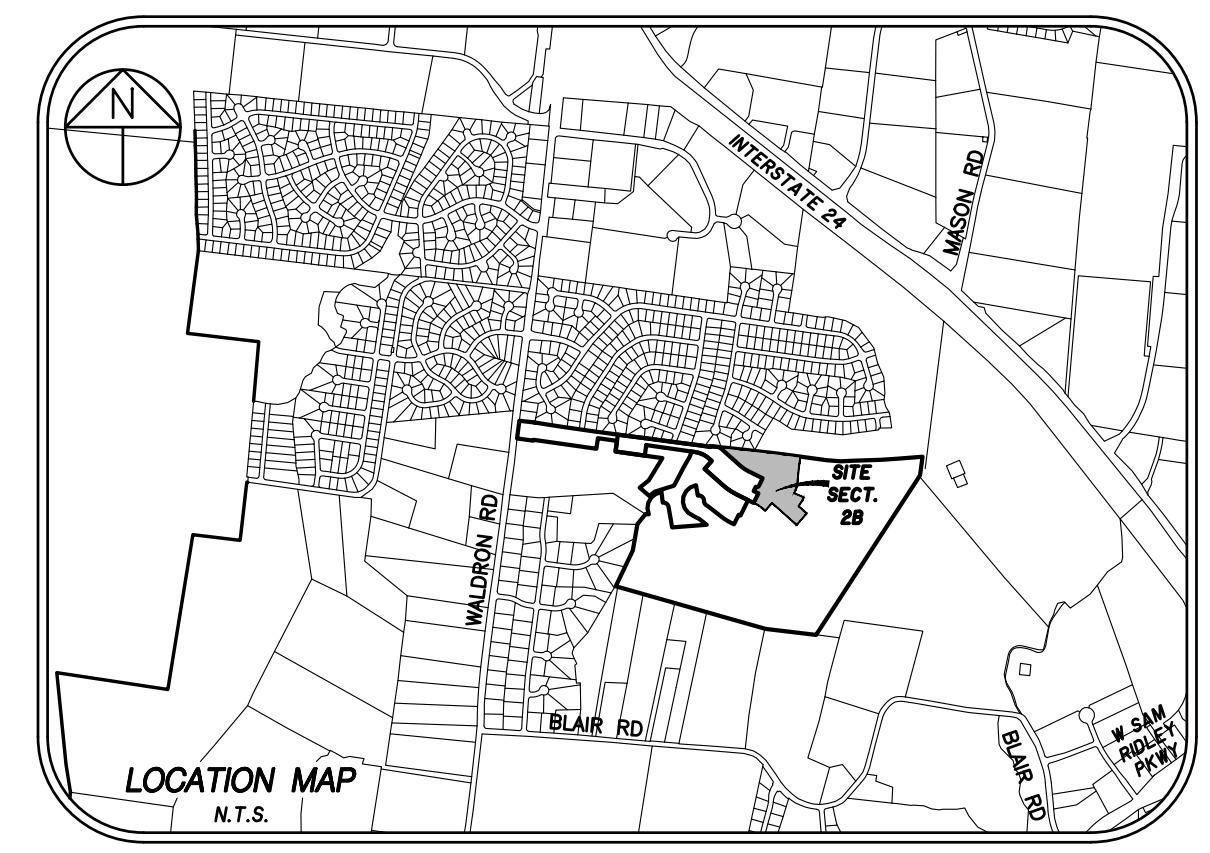 N
INTERSTATE 24
MASON RD
SITE
SECT.
2B
WALDRON RD
BLAIR RD
BLAIR RD
W SAM
RIDLEY
PKWY
LOCATION MAP
N.T.S.